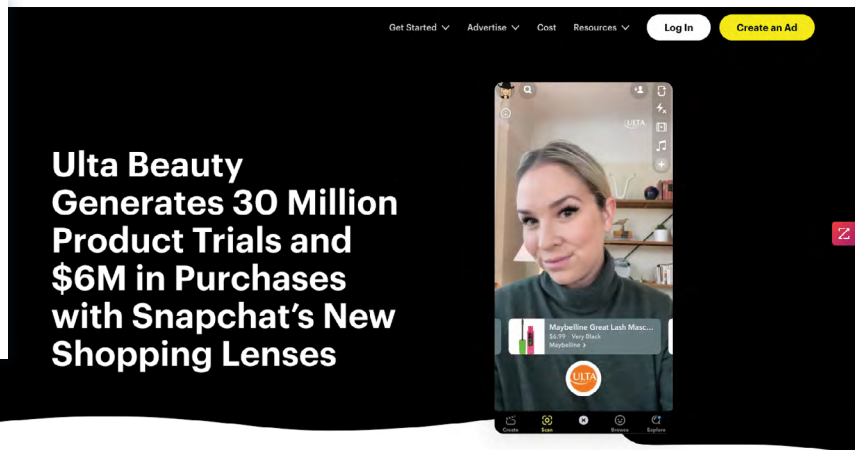 Get Started Advertise Cost Resources Log In Create an Ad
ULTA
Ulta Beauty
Generates 30 Million
Product Trials and
$6M in Purchases
with Snapchat's New
Shopping Lenses
Maybelline Great Lash Masc...
$6.99 Very Black
Maybelline >
ULTA
Create Scan Browse Explore
Z